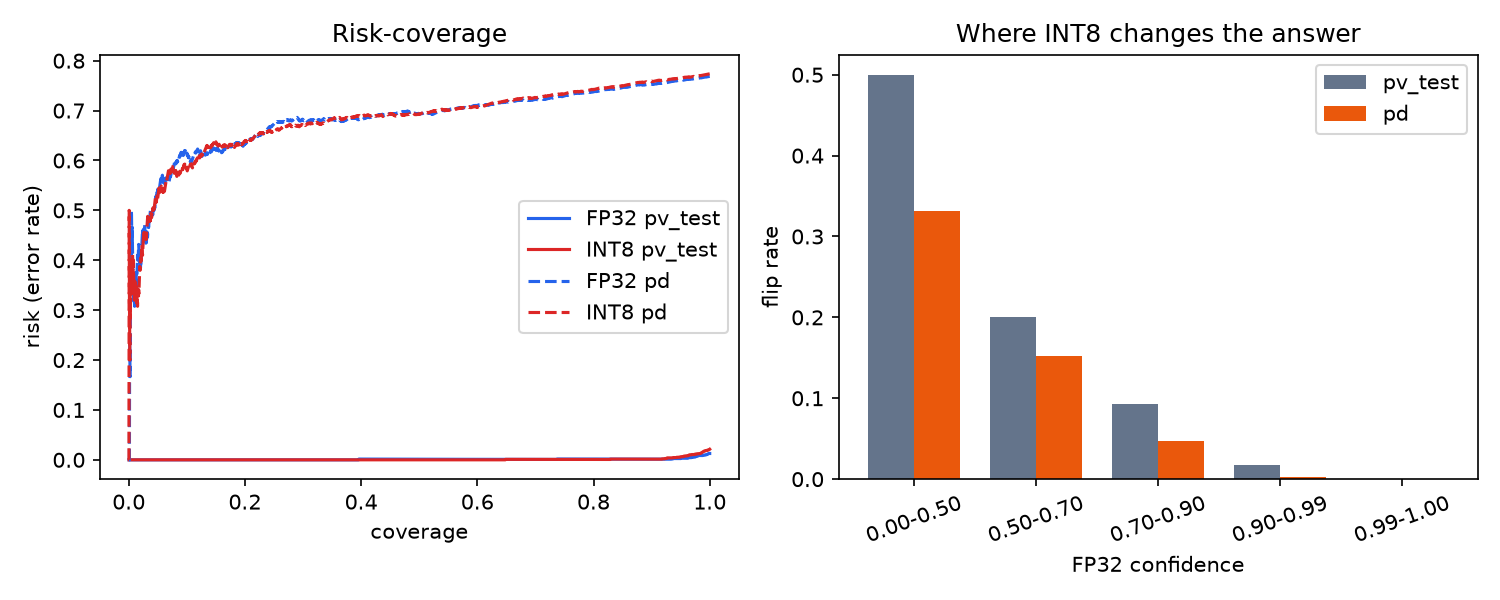 Risk-coverage
0.8
0.7
0.6
0.5
0.4
0.3
0.2
0.1
0.0
risk (error rate)
FP32 pv_test
INT8 pv_test
FP32 pd
INT8 pd
0.0 0.2 0.4 0.6 0.8 1.0
coverage
Where INT8 changes the answer
0.5
0.4
0.3
0.2
0.1
0.0
flip rate
pv_test
pd
0.00-0.50 0.50-0.70 0.70-0.90 0.90-0.99 0.99-1.00
FP32 confidence